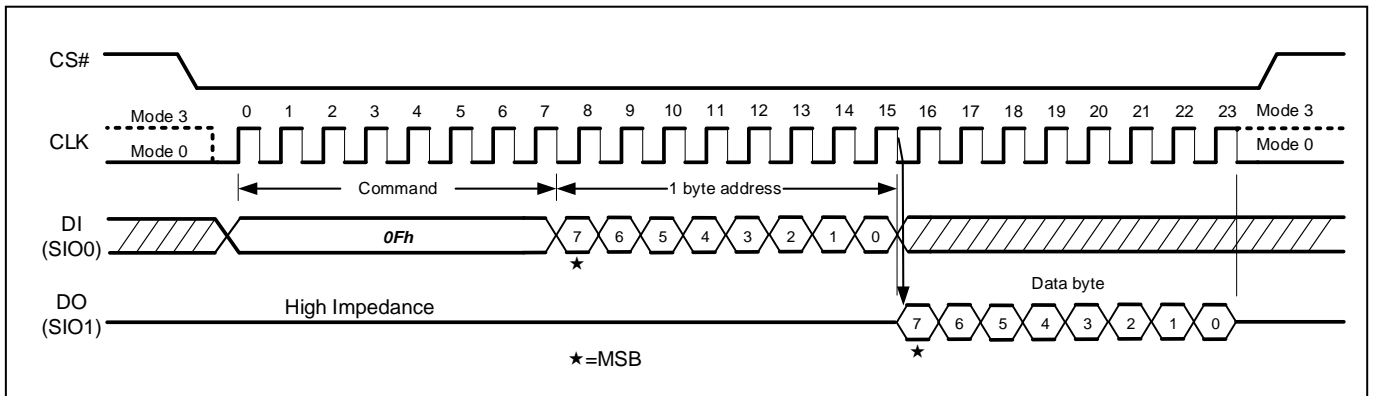 CS#
0 1 2 3 4 5 6 7 8 9 10 11 12 13 14 15 16 17 18 19 20 21 22 23
Mode 3 Mode 3
CLK
Mode 0 Mode 0
Command 1 byte address
DI
(SIO0)
0Fh 7 6 5 4 3 2 1 0
★
Data byte
DO
(SIO1)
High Impedance
7 6 5 4 3 2 1 0
★
★=MSB